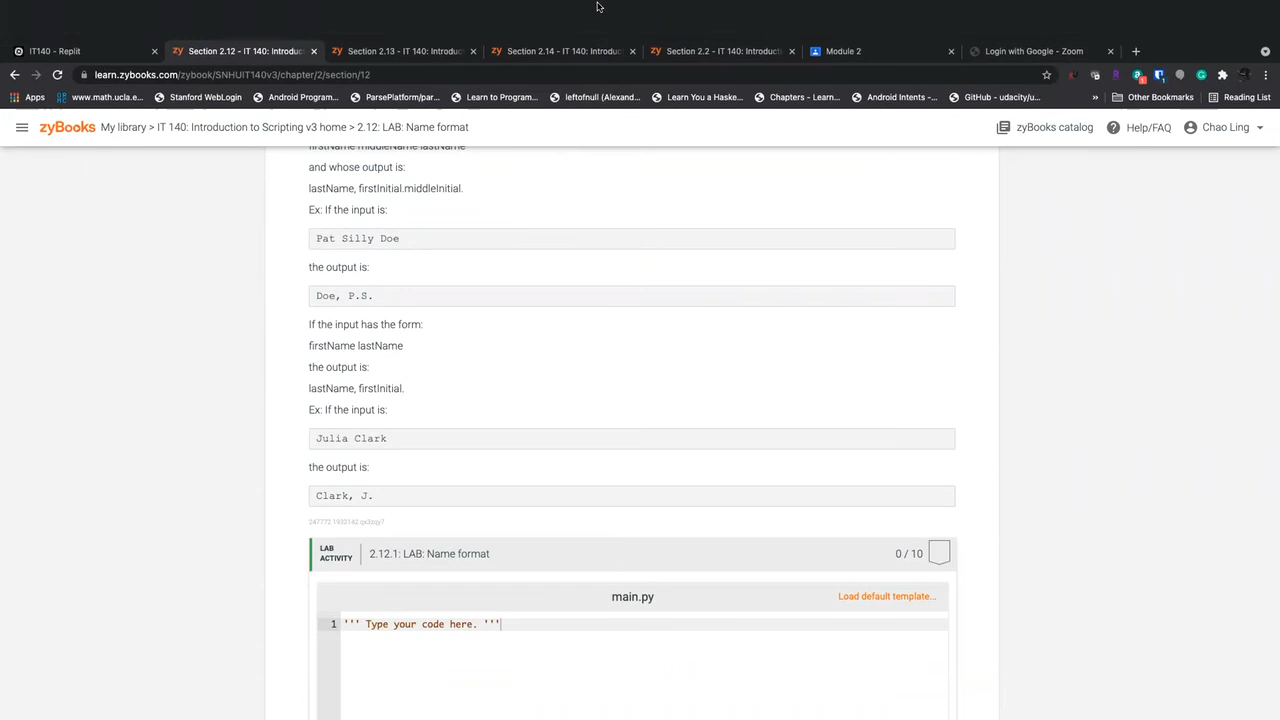 IT140 - Replit
Section 2.12 - IT 140: Introduc
Section 2.13 - IT 140: Introduc
Section 2.14 - IT 140: Introduc
Section 2.2 - IT 140: Introducti
Module 2
Login with Google - Zoom
learn.zybooks.com/zybook/SNHUIT140v3/chapter/2/section/12
Apps
www.math.ucla.e...
Stanford WebLogin
Android Program...
ParsePlatform/par...
Learn to Program...
leftofnull (Alexand...
Learn You a Haske...
Chapters - Learn...
Android Intents -...
GitHub - udacity/u...
»
Other Bookmarks
Reading List
zyBooks My library > IT 140: Introduction to Scripting v3 home > 2.12: LAB: Name format
zyBooks catalog
Help/FAQ
Chao Ling
firstName middleName lastName
and whose output is:
lastName, firstInitial.middleInitial.
Ex: If the input is:
Pat Silly Doe
the output is:
Doe, P.S.
If the input has the form:
firstName lastName
the output is:
lastName, firstInitial.
Ex: If the input is:
Julia Clark
the output is:
Clark, J.
247772.1932142.qx3zqy7
LAB ACTIVITY
2.12.1: LAB: Name format
0 / 10
main.py
Load default template...
1 ''' Type your code here. '''